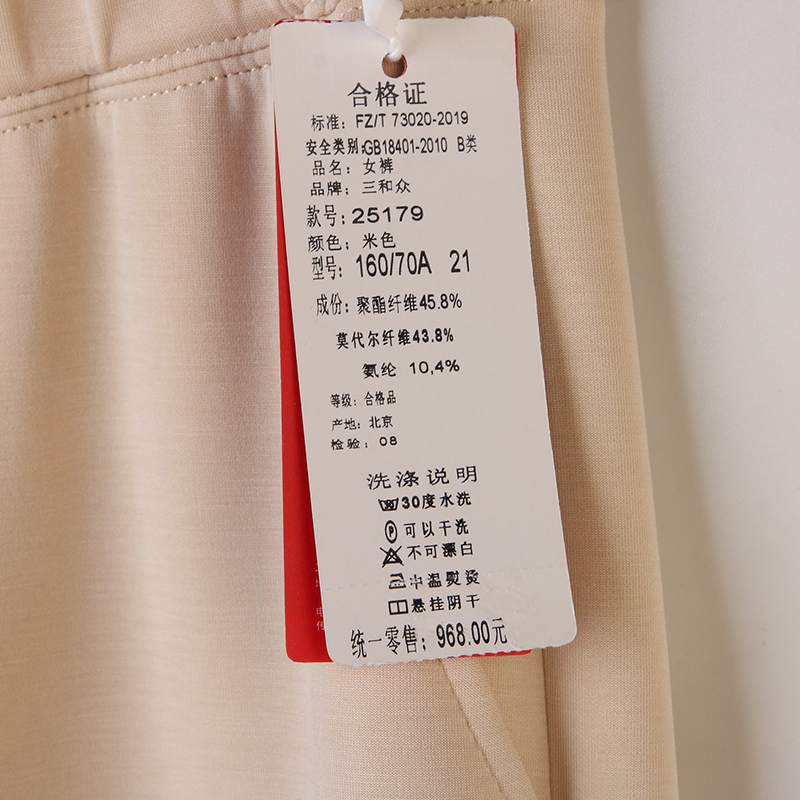 合格证
标准：FZ/T 73020-2019
安全类别:GB18401-2010 B类
品名：女裤
品牌：三和众
款号：25179
颜色：米色
型号：160/70A 21
成份：聚酯纤维45.8%
莫代尔纤维43.8%
氨纶 10,4%
等级：合格品
产地：北京
检验：08
洗涤说明
30度水洗
P 可以干洗
不可漂白
中温熨烫
悬挂阴干
统一零售：968.00元